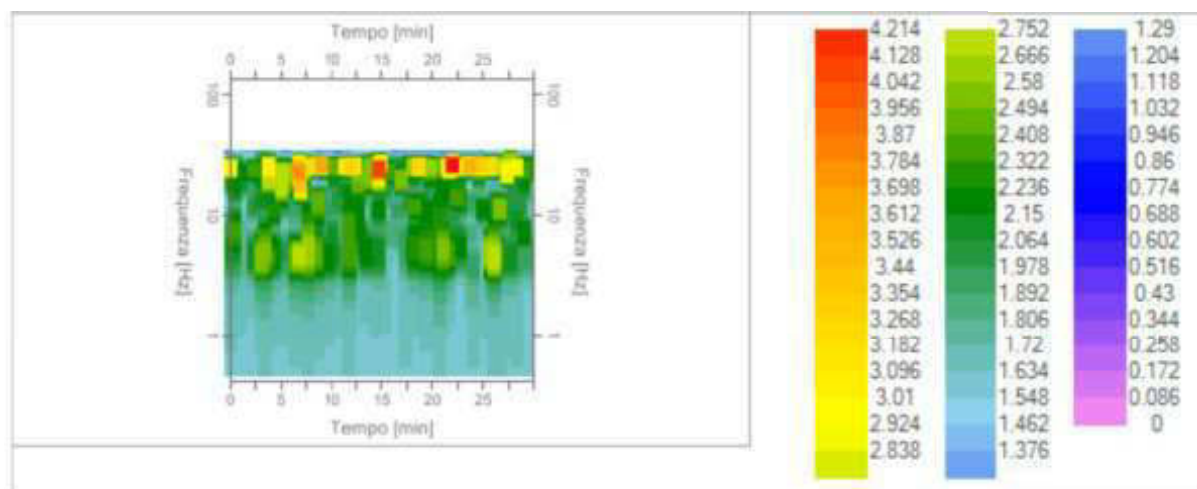 Tempo [min]
0 5 10 15 20 25
100 100
10 10
1 1
Frequenza [Hz] Frequenza [Hz]
0 5 10 15 20 25
Tempo [min]
4.214 2.752 1.29
4.128 2.666 1.204
4.042 2.58 1.118
3.956 2.494 1.032
3.87 2.408 0.946
3.784 2.322 0.86
3.698 2.236 0.774
3.612 2.15 0.688
3.526 2.064 0.602
3.44 1.978 0.516
3.354 1.892 0.43
3.268 1.806 0.344
3.182 1.72 0.258
3.096 1.634 0.172
3.01 1.548 0.086
2.924 1.462 0
2.838 1.376